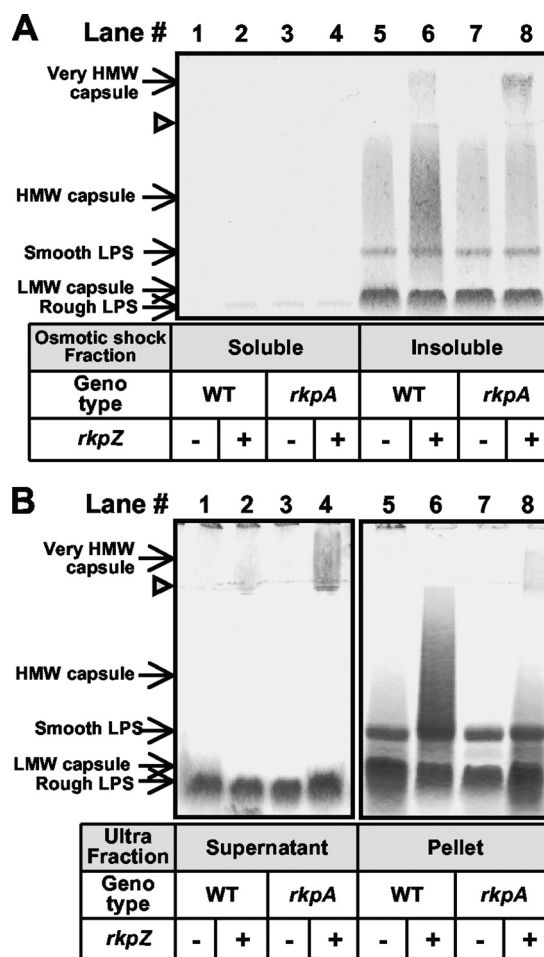 A Lane # 1 2 3 4 5 6 7 8
Very HMW
capsule
HMW capsule
Smooth LPS
LMW capsule
Rough LPS
Osmotic shock
Fraction
Soluble Insoluble
Geno
type
WT rkpA WT rkpA
rkpZ - + - + - + - +
B Lane # 1 2 3 4 5 6 7 8
Very HMW
capsule
HMW capsule
Smooth LPS
LMW capsule
Rough LPS
Ultra
Fraction
Supernatant Pellet
Geno
type
WT rkpA WT rkpA
rkpZ - + - + - + - +